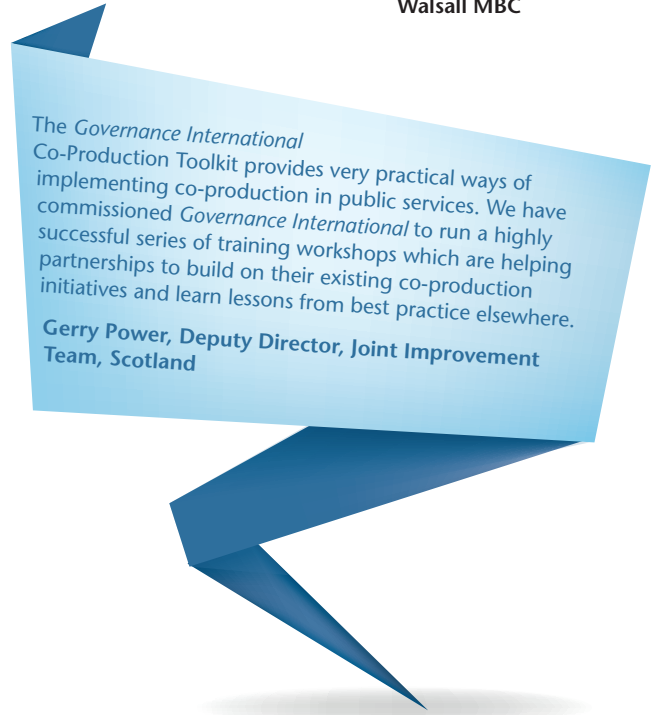 Walsall MBC
The Governance International
Co-Production Toolkit provides very practical ways of
implementing co-production in public services. We have
commissioned Governance International to run a highly
successful series of training workshops which are helping
partnerships to build on their existing co-production
initiatives and learn lessons from best practice elsewhere.
Gerry Power, Deputy Director, Joint Improvement
Team, Scotland